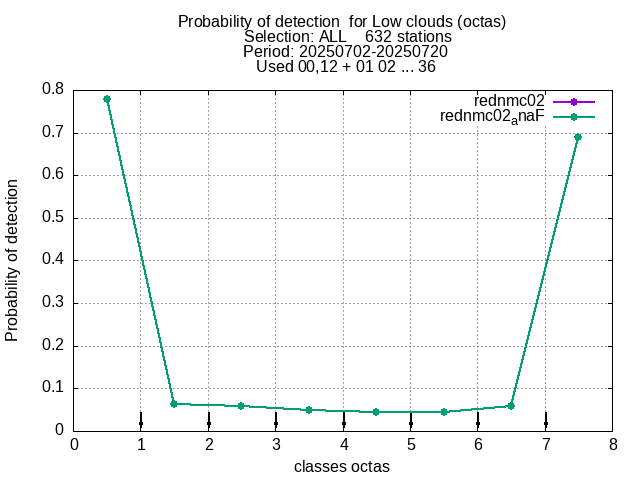 Probability of detection  for Low clouds (octas)
Selection: ALL    632 stations
Period: 20250702-20250720
Used 00,12 + 01 02 ... 36
rednmc02
rednmc02_anaF
Probability of detection
0.8
0.7
0.6
0.5
0.4
0.3
0.2
0.1
0
0 1 2 3 4 5 6 7 8
classes octas